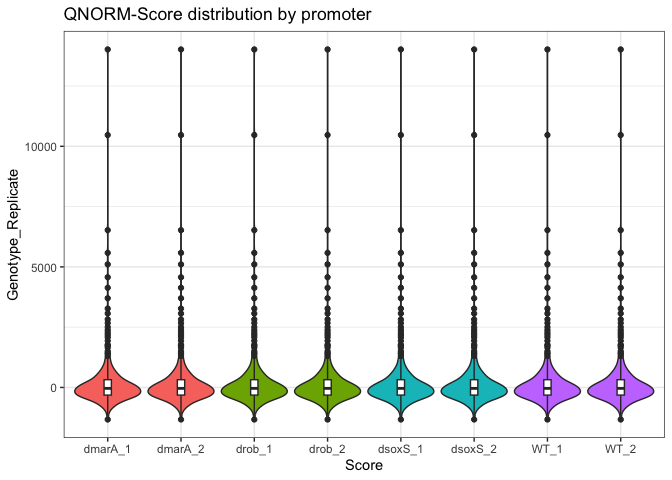 QNORM-Score distribution by promoter
Genotype_Replicate
10000
5000
0
dmarA_1 dmarA_2 drob_1 drob_2 dsoxS_1 dsoxS_2 WT_1 WT_2
Score